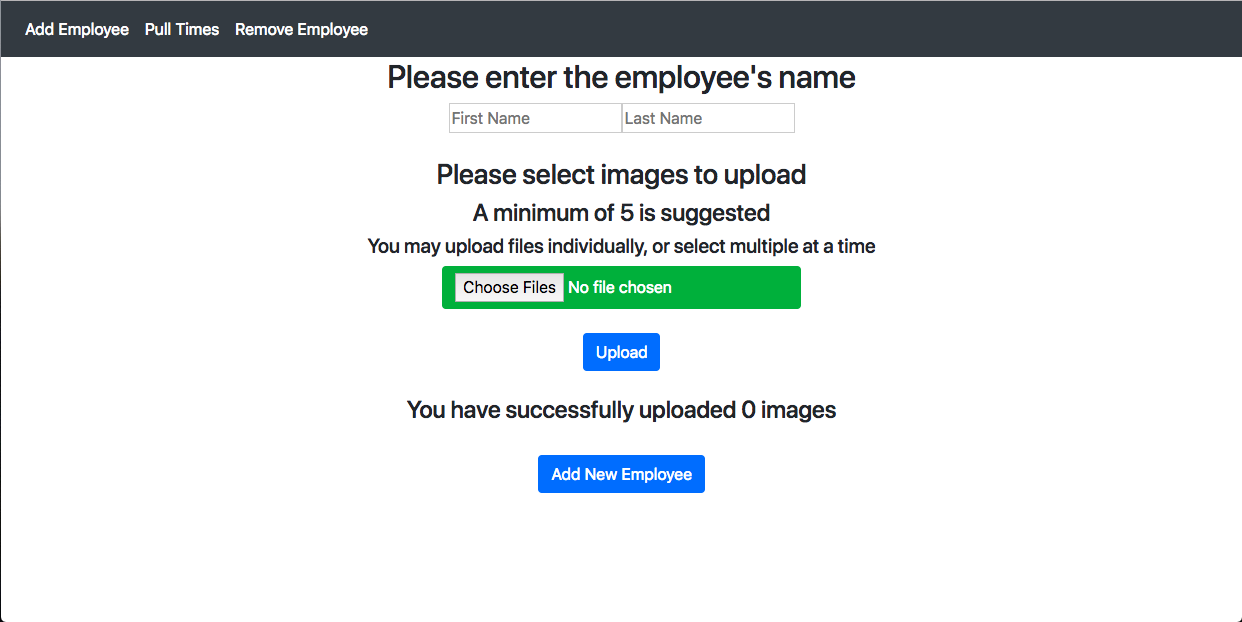 Add Employee Pull Times Remove Employee
Please enter the employee's name
First Name Last Name
Please select images to upload
A minimum of 5 is suggested
You may upload files individually, or select multiple at a time
Choose Files No file chosen
Upload
You have successfully uploaded 0 images
Add New Employee